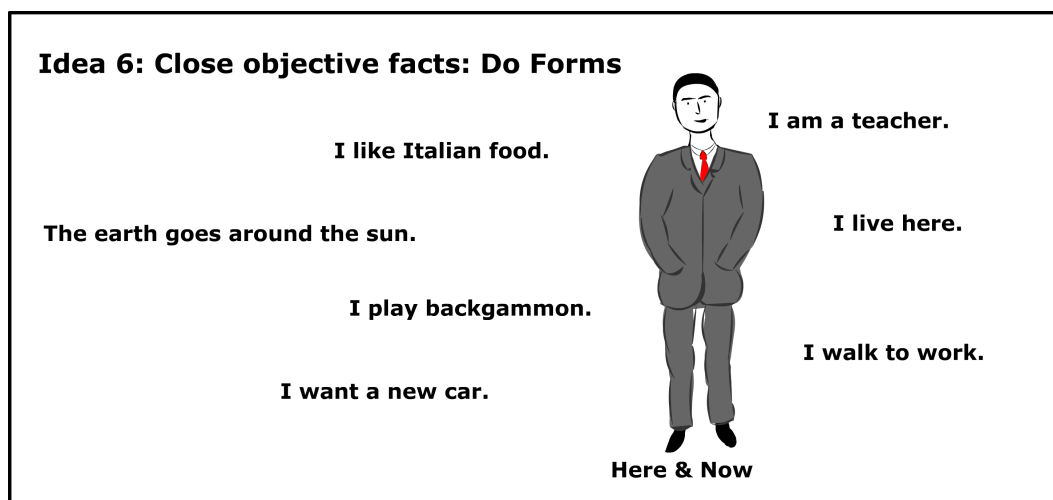 Idea 6: Close objective facts: Do Forms
I am a teacher.
I like Italian food.
I live here.
The earth goes around the sun.
I play backgammon.
I walk to work.
I want a new car.
Here & Now